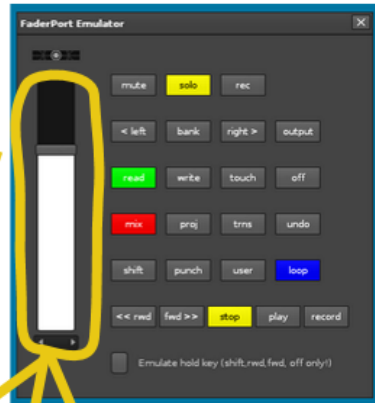 FaderPort Emulator
mute solo rec
< left bank right > output
read write touch off
mix proj trns undo
shift punch user loop
<< rwd fwd >> stop play record
Emulate hold key (shift,rwd,fwd, off only!)